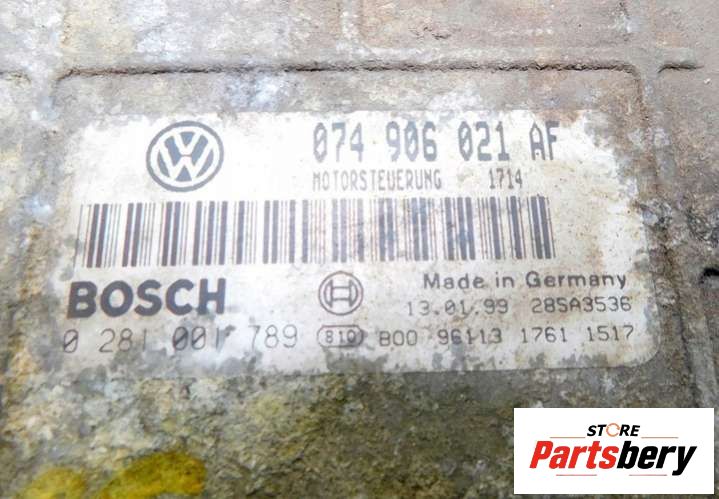 074 906 021 AF
MOTORSTEUERUNG 1714
BOSCH
Made in Germany
13.01.99 28SA3536
0 281 001 789 810 800 96113 1761 1517
STORE
Partsbery